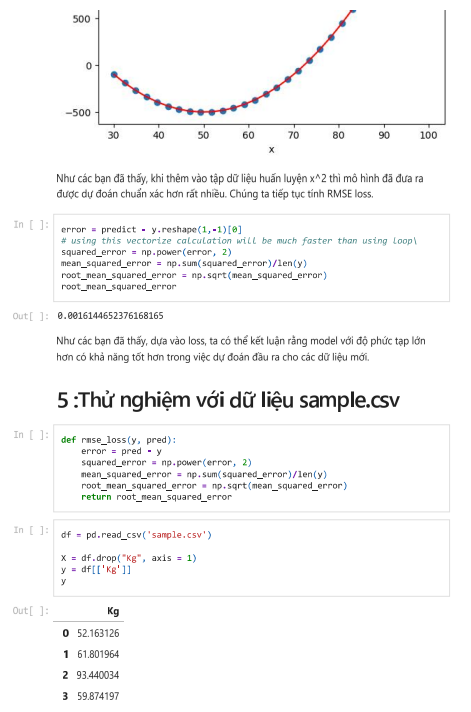 500
0
−500
30 40 50 60 70 80 90 100
x
Như các bạn đã thấy, khi thêm vào tập dữ liệu huấn luyện x^2 thì mô hình đã đưa ra
được dự đoán chuẩn xác hơn rất nhiều. Chúng ta tiếp tục tính RMSE loss.
In [ ]:
error = predict - y.reshape(1,-1)[0]
# using this vectorize calculation will be much faster than using loop\
squared_error = np.power(error, 2)
mean_squared_error = np.sum(squared_error)/len(y)
root_mean_squared_error = np.sqrt(mean_squared_error)
root_mean_squared_error
Out[ ]: 0.0016144652376168165
Như các bạn đã thấy, dựa vào loss, ta có thể kết luận rằng model với độ phức tạp lớn
hơn có khả năng tốt hơn trong việc dự đoán đầu ra cho các dữ liệu mới.
5 :Thử nghiệm với dữ liệu sample.csv
In [ ]:
def rmse_loss(y, pred):
    error = pred - y
    squared_error = np.power(error, 2)
    mean_squared_error = np.sum(squared_error)/len(y)
    root_mean_squared_error = np.sqrt(mean_squared_error)
    return root_mean_squared_error
In [ ]:
df = pd.read_csv('sample.csv')
X = df.drop("Kg", axis = 1)
y = df[['Kg']]
y
Out[ ]:
Kg
0 52.163126
1 61.801964
2 93.440034
3 59.874197